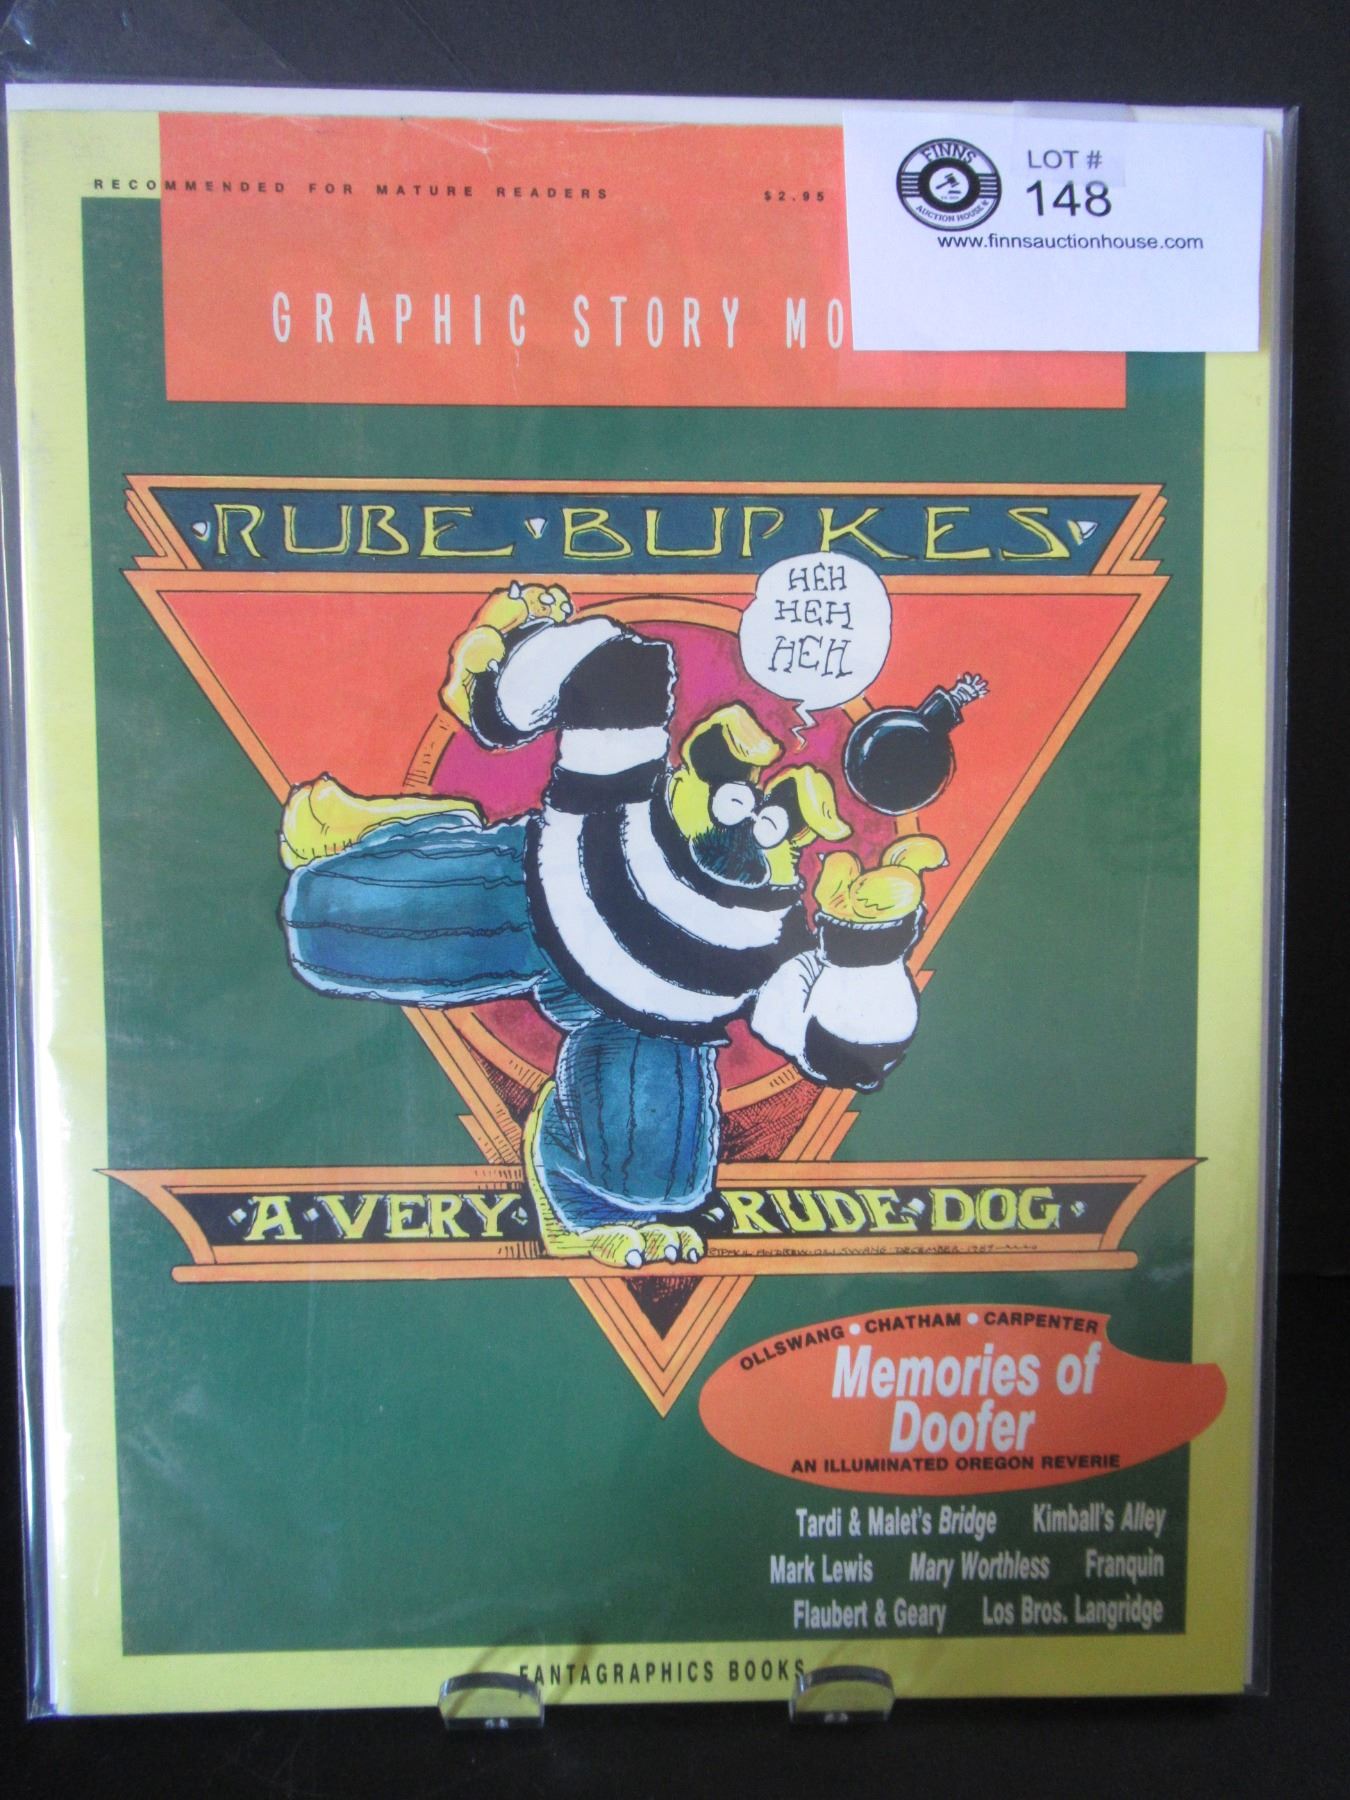 RECOMMENDED FOR MATURE READERS $2.95
FINNS
AUCTION HOUSE
LOT #
148
www.finnsauctionhouse.com
GRAPHIC STORY MO
RUBE BUPKES
HEH
HEH
HEH
A VERY RUDE DOG
OLLSWANG CHATHAM CARPENTER
Memories of
Doofer
AN ILLUMINATED OREGON REVERIE
Tardi & Malet's Bridge Kimball's Alley
Mark Lewis Mary Worthless Franquin
Flaubert & Geary Los Bros. Langridge
FANTAGRAPHICS BOOKS